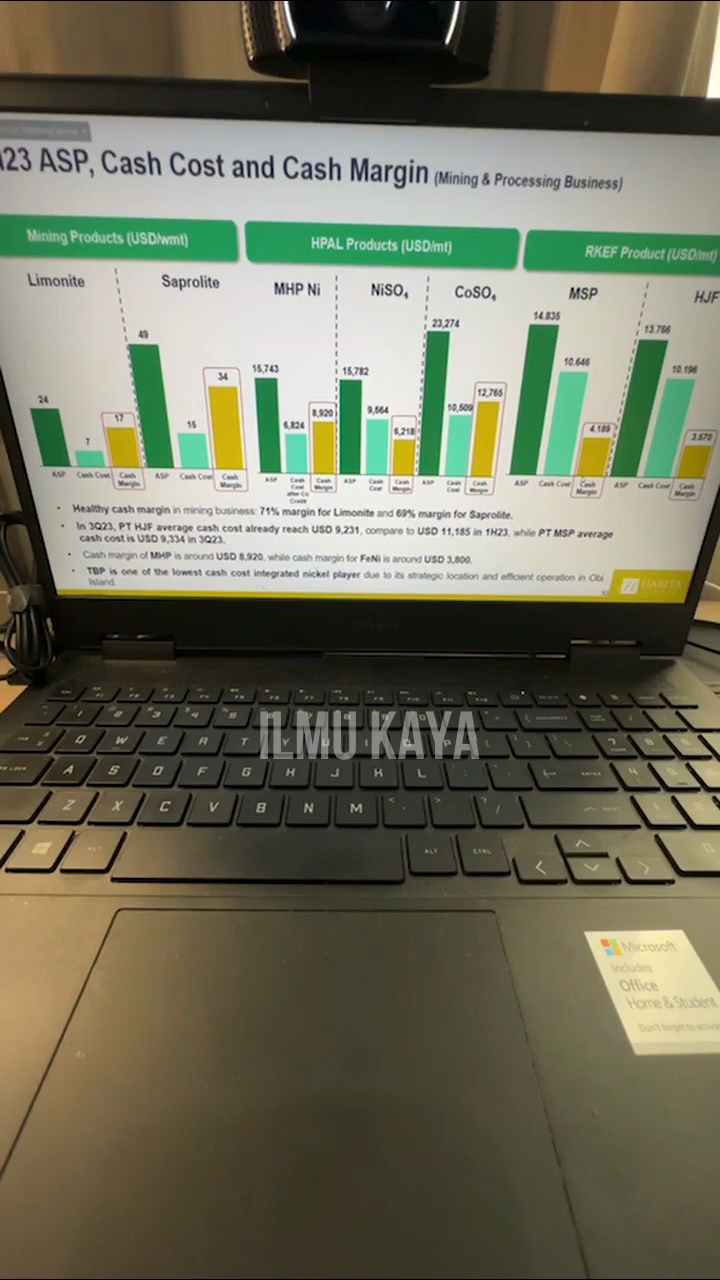 23 ASP, Cash Cost and Cash Margin (Mining & Processing Business)
Mining Products (USD/wmt)
HPAL Products (USD/mt)
RKEF Product (USD/mt)
Limonite
Saprolite
MHP Ni
NiSO₄
CoSO₄
MSP
HJF
24
7
17
49
15
34
15,743
6,824
8,920
15,782
9,564
6,218
23,274
10,509
12,765
14.835
10.646
4.189
13.766
10.196
3.570
ASP
Cash Cost
Cash Margin
ASP
Cash Cost
Cash Margin
ASP
Cash Cost after Co Credit
Cash Margin
ASP
Cash Cost
Cash Margin
ASP
Cash Cost
Cash Margin
ASP
Cash Cost
Cash Margin
ASP
Cash Cost
Cash Margin
• Healthy cash margin in mining business: 71% margin for Limonite and 69% margin for Saprolite.
• In 3Q23, PT HJF average cash cost already reach USD 9,231, compare to USD 11,185 in 1H23, while PT MSP average
cash cost is USD 9,334 in 3Q23.
• Cash margin of MHP is around USD 8,920, while cash margin for FeNi is around USD 3,800.
• TBP is one of the lowest cash cost integrated nickel player due to its strategic location and efficient operation in Obi
Island.
HARITA
Q W E R T Y U
A S D F G H J K L
Z X C V B N M
ALT CTRL
ILMU KAYA
Microsoft
Includes
Office
Home & Student
Don't forget to activa